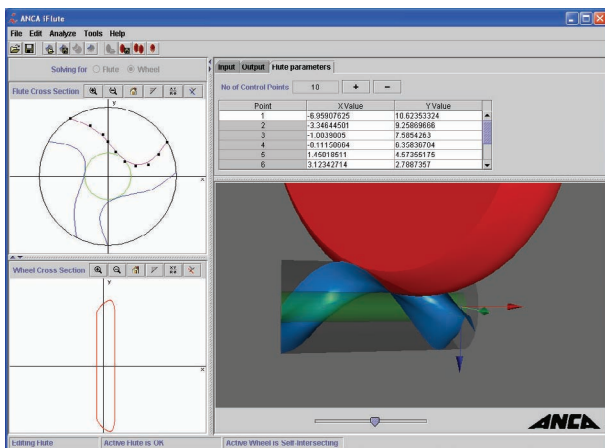 ANCA iFlute
File Edit Analyze Tools Help
Solving for Flute Wheel
Input Output Flute parameters
Flute Cross Section
y
x
No of Control Points 10 + -
Point X Value Y Value
1 -6.95907625 10.62353324
2 -3.34644501 9.25869666
3 -1.0039005 7.5854263
4 -0.11150064 6.35836704
5 1.45018511 4.57355175
6 3.12342714 2.7887357
Wheel Cross Section
y
x
ANCA
Editing Flute Active Flute is OK Active Wheel is Self-Intersecting